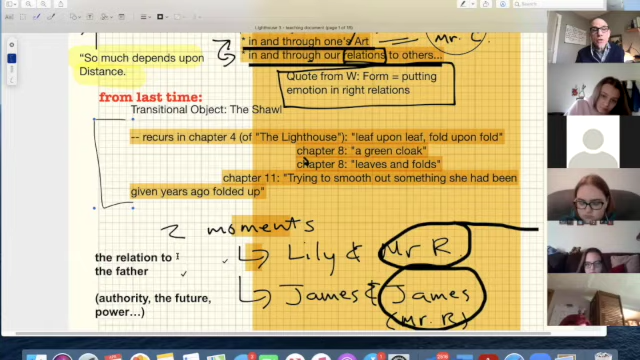 Lighthouse 3 - teaching document (page 1 of 16)
in and through one's Art
Mr. C.
in and through our relations to others...
"So much depends upon
Distance.
Quote from W: Form = putting
emotion in right relations
from last time:
Transitional Object: The Shawl
-- recurs in chapter 4 (of "The Lighthouse"): "leaf upon leaf, fold upon fold"
chapter 8: "a green cloak"
chapter 8: "leaves and folds"
chapter 11: "Trying to smooth out something she had been
given years ago folded up"
2 moments
the relation to
the father
Lily & Mr R.
(authority, the future,
power...)
James & James
(Mr. R)